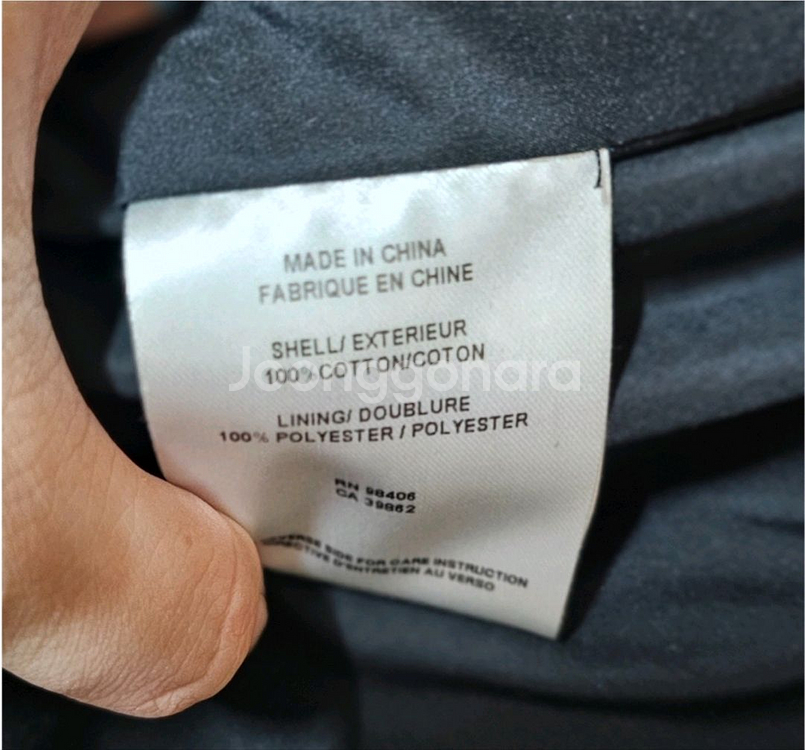 MADE IN CHINA
FABRIQUE EN CHINE
SHELL/ EXTERIEUR
100% COTTON/COTON
Joonggonara
LINING/ DOUBLURE
100% POLYESTER / POLYESTER
RN 98406
CA 39862
SIDE FOR CARE INSTRUCTION
D'ENTRETIEN AU VERSO